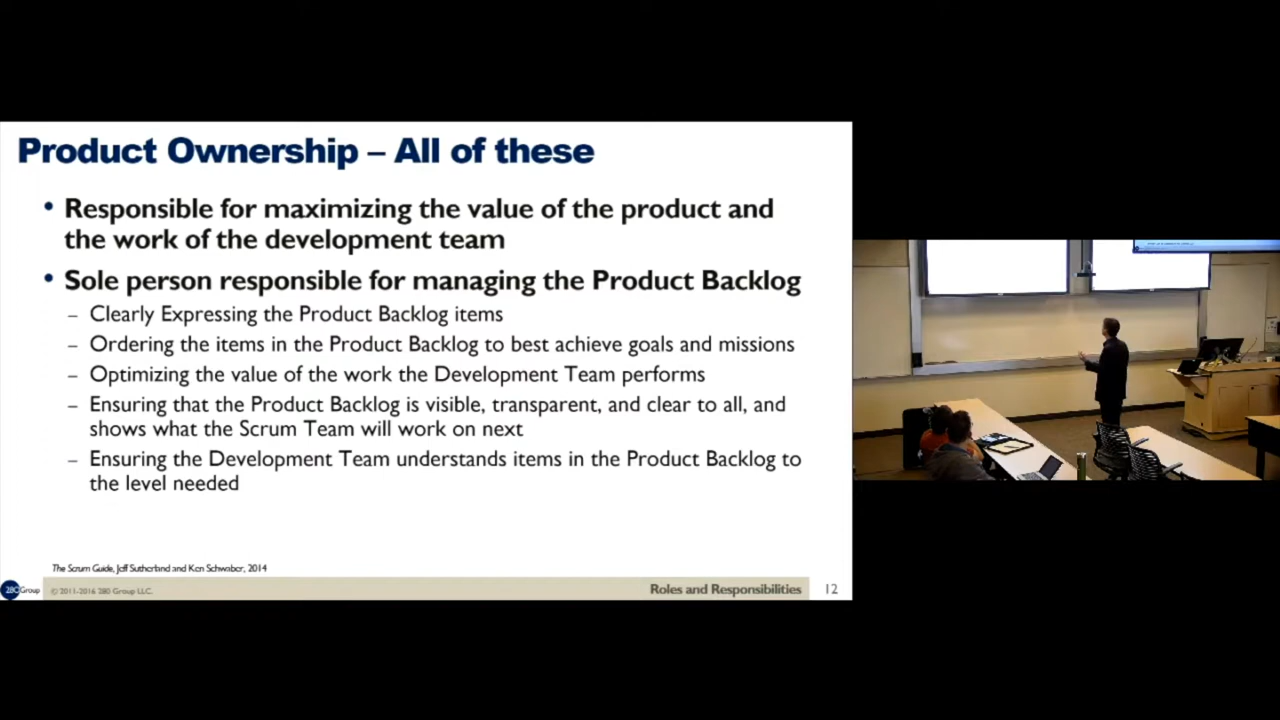 Product Ownership – All of these
• Responsible for maximizing the value of the product and
the work of the development team
• Sole person responsible for managing the Product Backlog
– Clearly Expressing the Product Backlog items
– Ordering the items in the Product Backlog to best achieve goals and missions
– Optimizing the value of the work the Development Team performs
– Ensuring that the Product Backlog is visible, transparent, and clear to all, and
shows what the Scrum Team will work on next
– Ensuring the Development Team understands items in the Product Backlog to
the level needed
The Scrum Guide, Jeff Sutherland and Ken Schwaber, 2014
280 Group
© 2011-2016 280 Group LLC.
Roles and Responsibilities
12